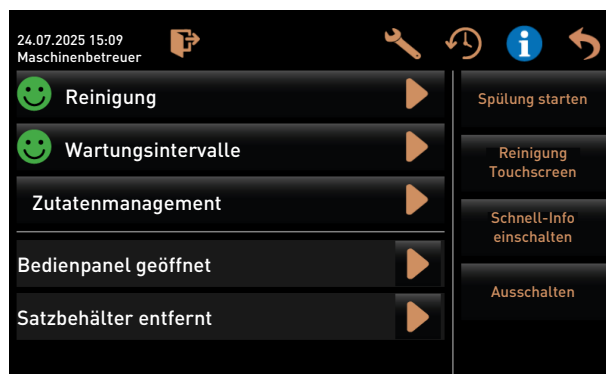 24.07.2025 15:09
Maschinenbetreuer
Reinigung
Wartungsintervalle
Zutatenmanagement
Bedienpanel geöffnet
Satzbehälter entfernt
Spülung starten
Reinigung
Touchscreen
Schnell-Info
einschalten
Ausschalten